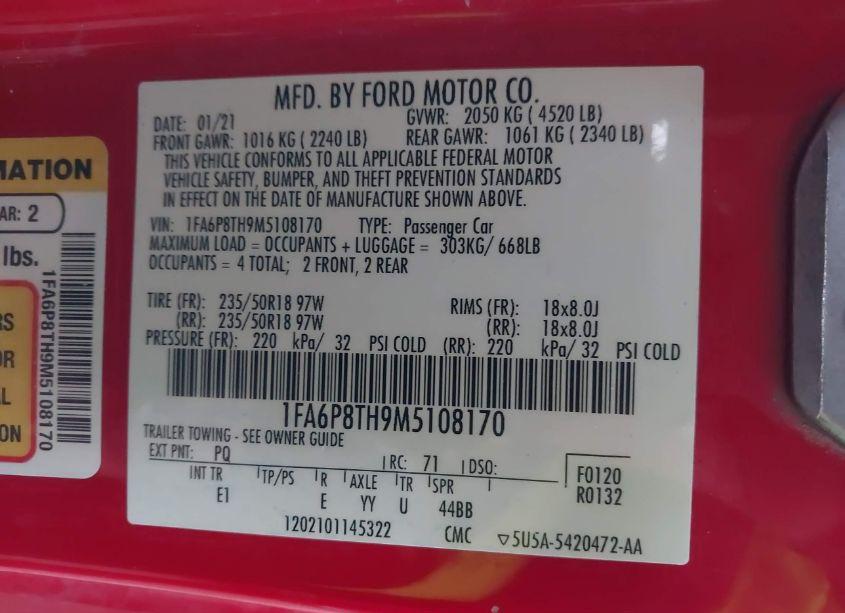 MFD. BY FORD MOTOR CO.
DATE: 01/21 GVWR: 2050 KG ( 4520 LB)
FRONT GAWR: 1016 KG ( 2240 LB) REAR GAWR: 1061 KG ( 2340 LB)
THIS VEHICLE CONFORMS TO ALL APPLICABLE FEDERAL MOTOR
VEHICLE SAFETY, BUMPER, AND THEFT PREVENTION STANDARDS
IN EFFECT ON THE DATE OF MANUFACTURE SHOWN ABOVE.
VIN: 1FA6P8TH9M5108170 TYPE: Passenger Car
MAXIMUM LOAD = OCCUPANTS + LUGGAGE = 303KG/ 668LB
OCCUPANTS = 4 TOTAL; 2 FRONT, 2 REAR
TIRE (FR): 235/50R18 97W RIMS (FR): 18x8.0J
(RR): 235/50R18 97W (RR): 18x8.0J
PRESSURE (FR): 220 kPa/ 32 PSI COLD (RR): 220 kPa/ 32 PSI COLD
1FA6P8TH9M5108170
TRAILER TOWING - SEE OWNER GUIDE
EXT PNT: PQ RC: 71 DSO:
F0120
R0132
INT TR TP/PS R AXLE TR SPR
E1 E YY U 44BB
1202101145322 CMC ▽5U5A-5420472-AA
MATION
AR: 2
lbs.
RS
OR
AL
ION
1FA6P8TH9M5108170